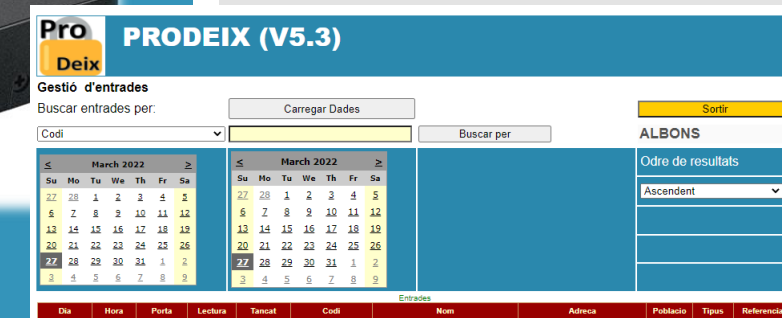 Pro
Deix
PRODEIX (V5.3)
Gestió d'entrades
Buscar entrades per:
Carregar Dades
Sortir
Codi
Buscar per
ALBONS
< March 2022 >
Su Mo Tu We Th Fr Sa
27 28 1 2 3 4 5
6 7 8 9 10 11 12
13 14 15 16 17 18 19
20 21 22 23 24 25 26
27 28 29 30 31 1 2
3 4 5 6 7 8 9
< March 2022 >
Su Mo Tu We Th Fr Sa
27 28 1 2 3 4 5
6 7 8 9 10 11 12
13 14 15 16 17 18 19
20 21 22 23 24 25 26
27 28 29 30 31 1 2
3 4 5 6 7 8 9
Odre de resultats
Ascendent
Entrades
Dia Hora Porta Lectura Tancat Codi Nom Adreca Poblacio Tipus Referencia